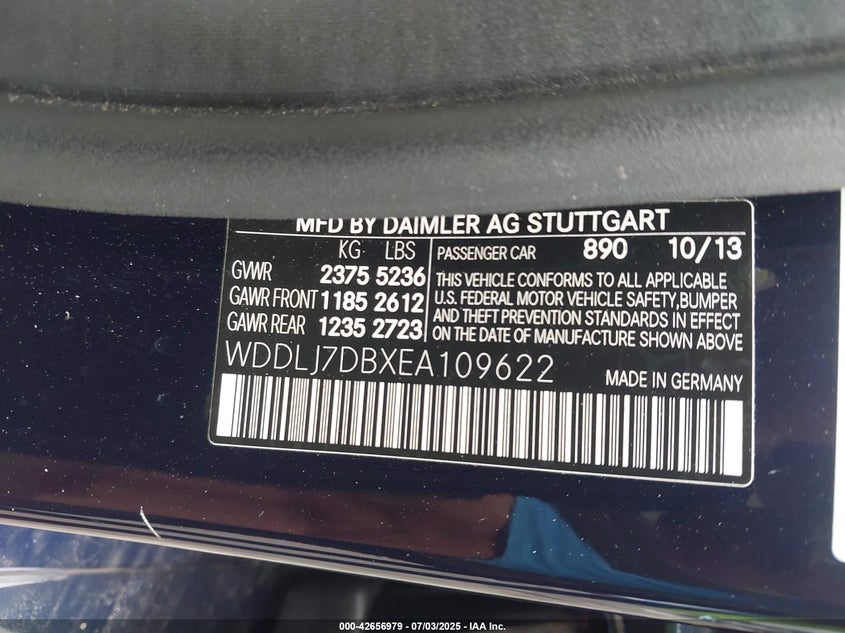 MFD BY DAIMLER AG STUTTGART
KG LBS
GVWR 2375 5236
GAWR FRONT 1185 2612
GAWR REAR 1235 2723
PASSENGER CAR 890 10/13
THIS VEHICLE CONFORMS TO ALL APPLICABLE
U.S. FEDERAL MOTOR VEHICLE SAFETY,BUMPER
AND THEFT PREVENTION STANDARDS IN EFFECT
ON THE DATE OF MANUFACTURE SHOWN ABOVE
WDDLJ7DBXEA109622
MADE IN GERMANY
000-42656979 / 07/03/2025 - IAA Inc.